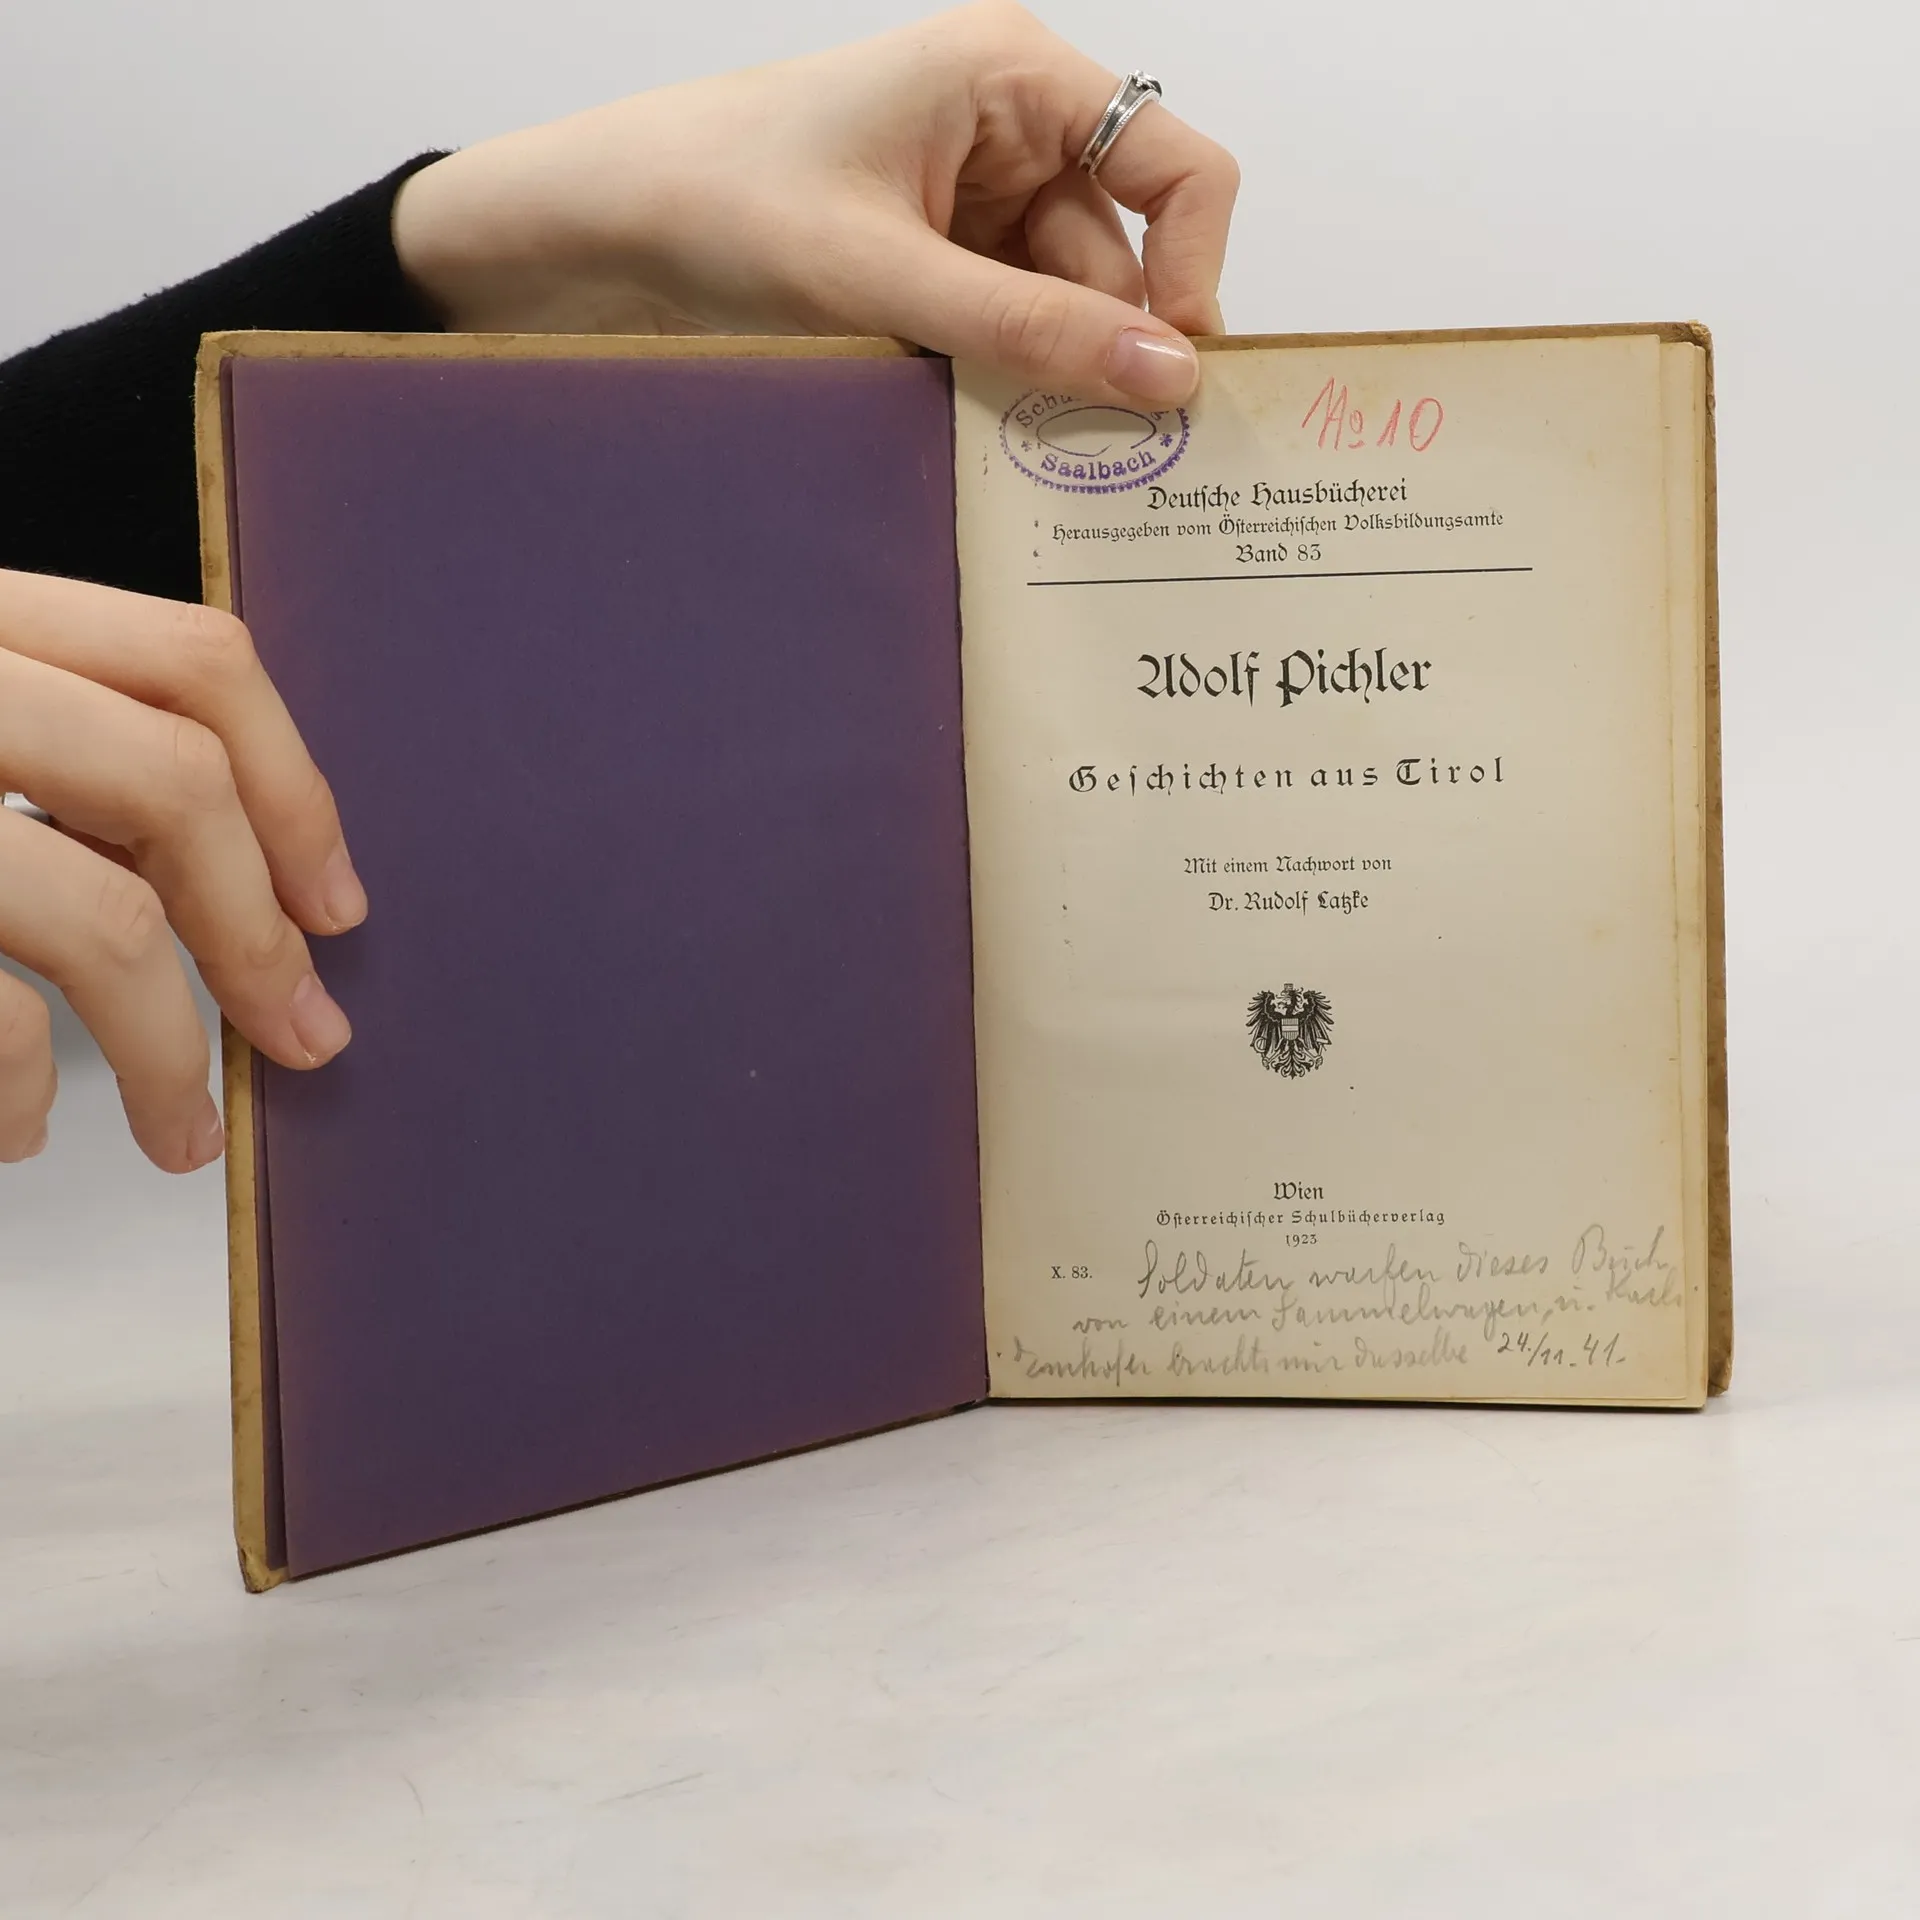 Schu
Saalbach
No 10
Deutsche Hausbücherei
Herausgegeben vom Österreichischen Volksbildungsamte
Band 83
Adolf Pichler
Geschichten aus Tirol
Mit einem Nachwort von
Dr. Rudolf Latzke
Wien
Österreichischer Schulbücherverlag
1923
X. 83.
Soldaten warfen dieses Buch
von einem Sammelwagen, u.
brachte mir dasselbe 24./11.41.